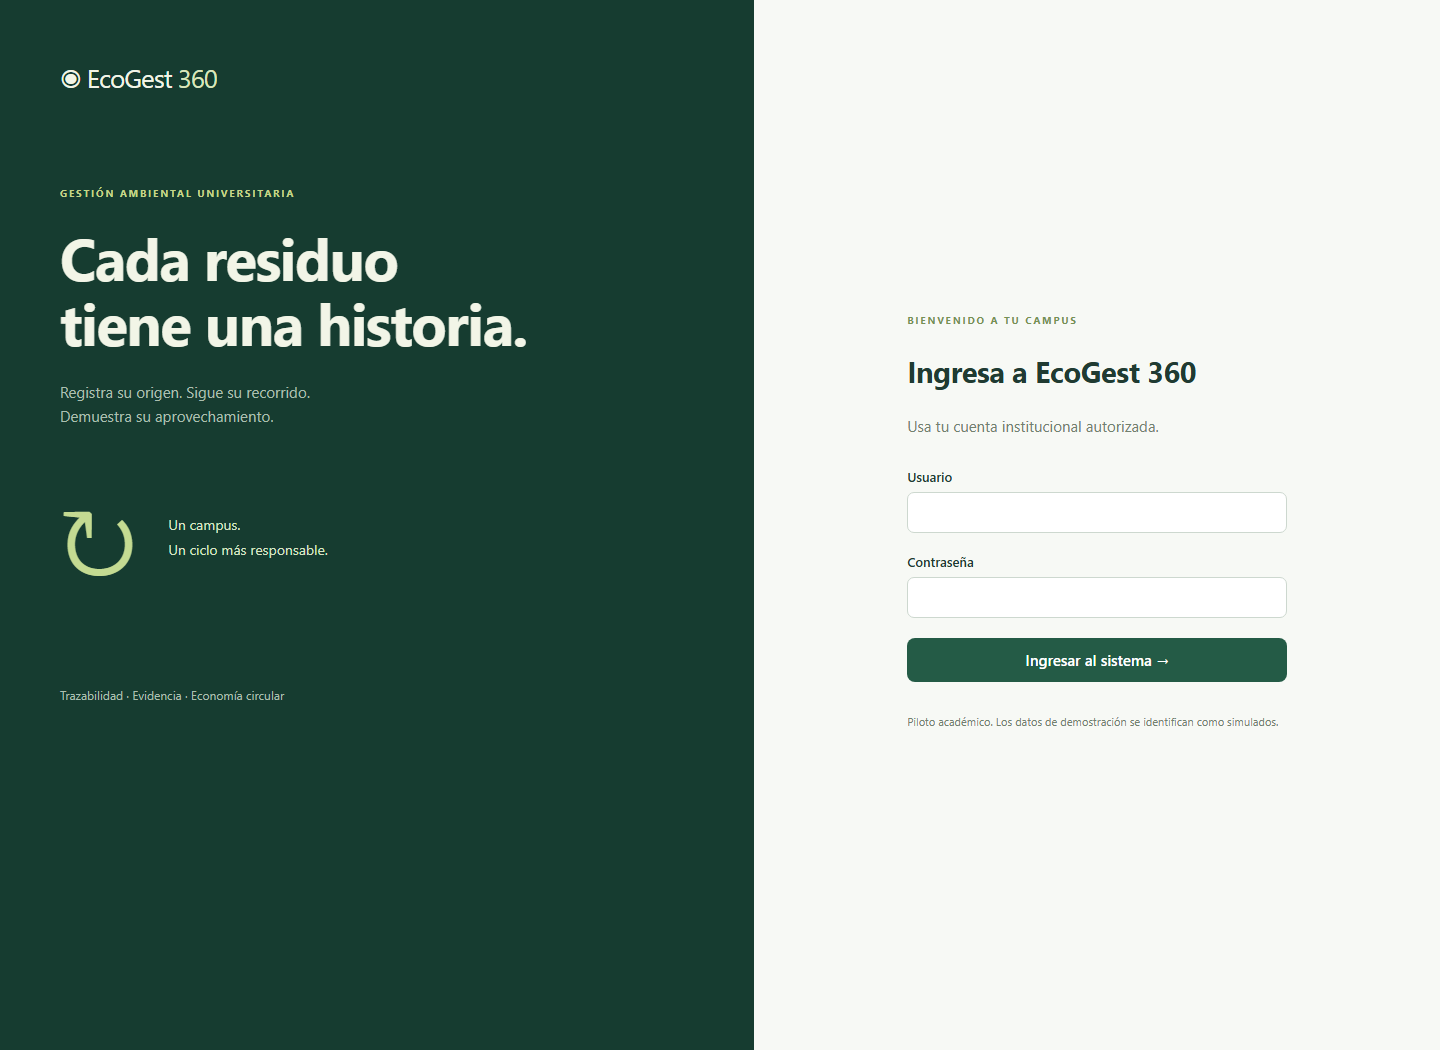 EcoGest 360
GESTIÓN AMBIENTAL UNIVERSITARIA
Cada residuo
tiene una historia.
Registra su origen. Sigue su recorrido.
Demuestra su aprovechamiento.
Un campus.
Un ciclo más responsable.
Trazabilidad · Evidencia · Economía circular
BIENVENIDO A TU CAMPUS
Ingresa a EcoGest 360
Usa tu cuenta institucional autorizada.
Usuario
Contraseña
Ingresar al sistema →
Piloto académico. Los datos de demostración se identifican como simulados.